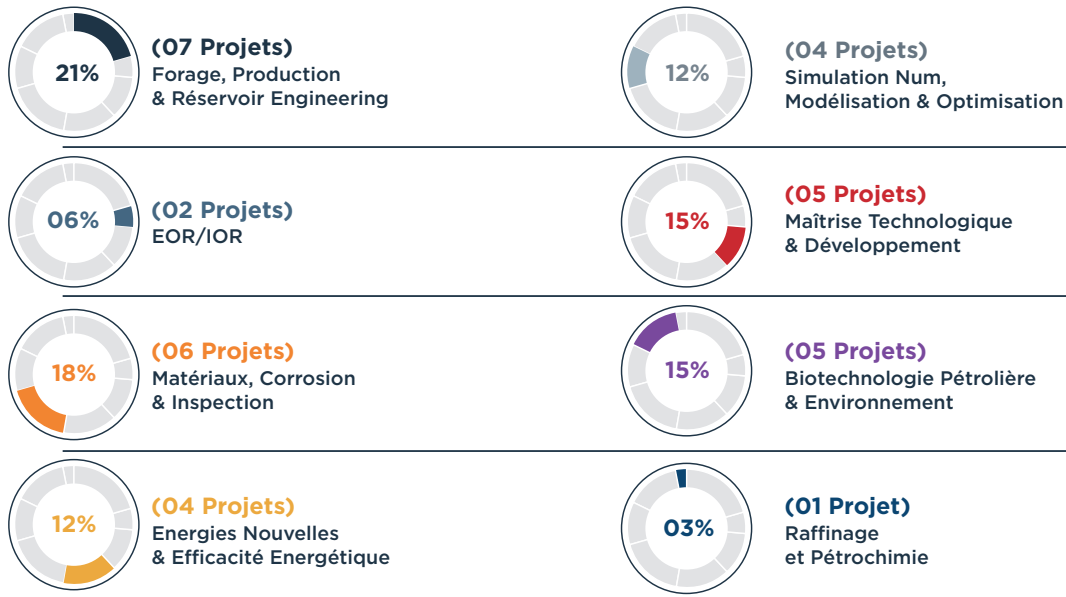 21%
(07 Projets)
Forage, Production
& Réservoir Engineering
12%
(04 Projets)
Simulation Num,
Modélisation & Optimisation
06%
(02 Projets)
EOR/IOR
15%
(05 Projets)
Maîtrise Technologique
& Développement
18%
(06 Projets)
Matériaux, Corrosion
& Inspection
15%
(05 Projets)
Biotechnologie Pétrolière
& Environnement
12%
(04 Projets)
Energies Nouvelles
& Efficacité Energétique
03%
(01 Projet)
Raffinage
et Pétrochimie